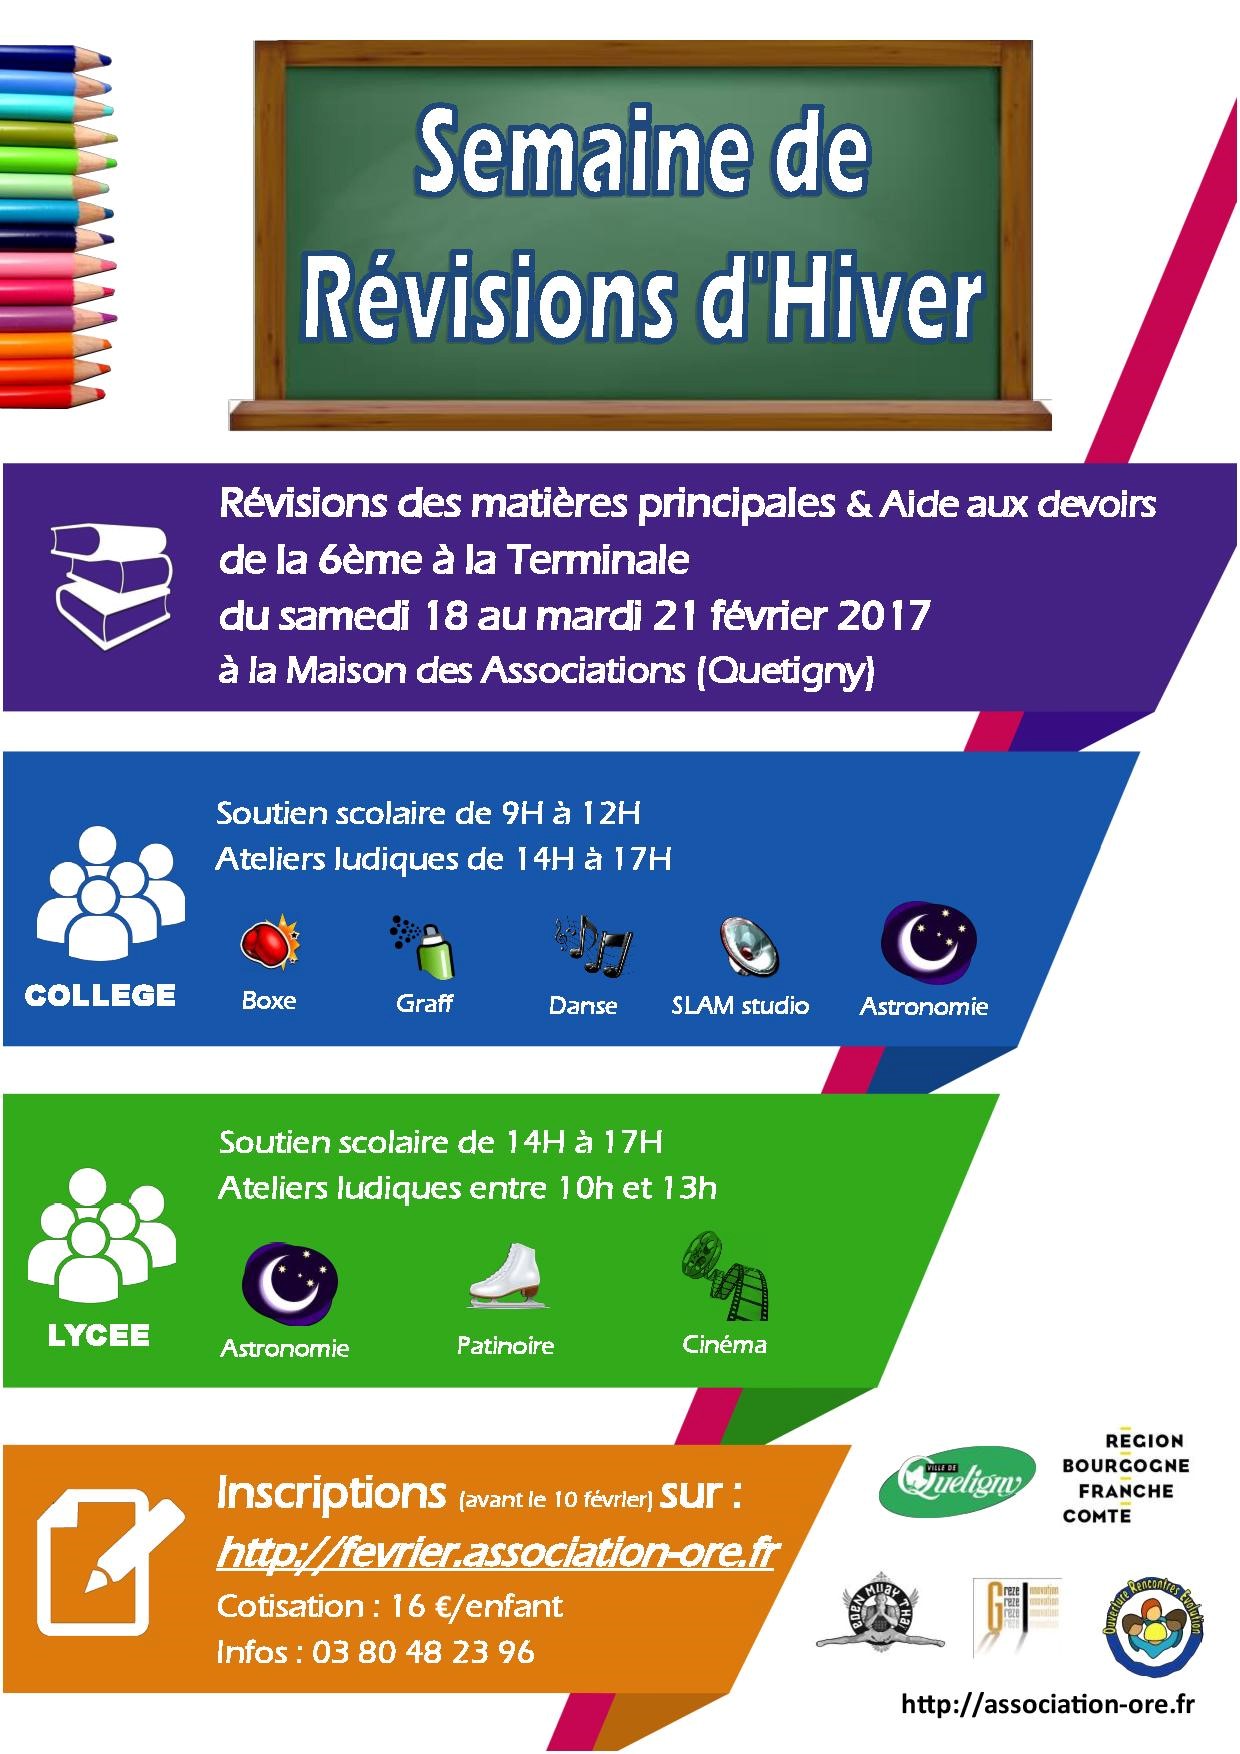 Semaine de
Révisions d'Hiver
Révisions des matières principales & Aide aux devoirs
de la 6ème à la Terminale
du samedi 18 au mardi 21 février 2017
à la Maison des Associations (Quetigny)
Soutien scolaire de 9H à 12H
Ateliers ludiques de 14H à 17H
COLLEGE
Boxe
Graff
Danse
SLAM studio
Astronomie
Soutien scolaire de 14H à 17H
Ateliers ludiques entre 10h et 13h
LYCEE
Astronomie
Patinoire
Cinéma
Inscriptions (avant le 10 février) sur :
http://fevrier.association-ore.fr
Cotisation : 16 €/enfant
Infos : 03 80 48 23 96
VILLE DE
Quetigny
REGION
BOURGOGNE
FRANCHE
COMTE
EDEN MUAY THAI
Greze Innovation
Ouverture Rencontres Evolution
http://association-ore.fr